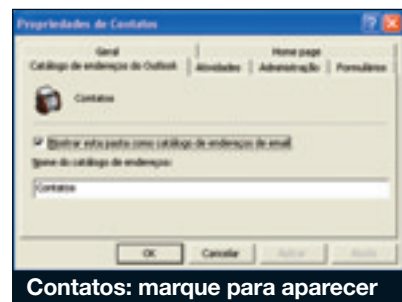 Propriedades de Contatos
Geral
Home page
Catálogo de endereços do Outlook
Atividades
Administração
Formulários
Contatos
Mostrar esta pasta como catálogo de endereços de email
Nome do catálogo de endereços:
Contatos
OK
Cancelar
Aplicar
Ajuda
Contatos: marque para aparecer